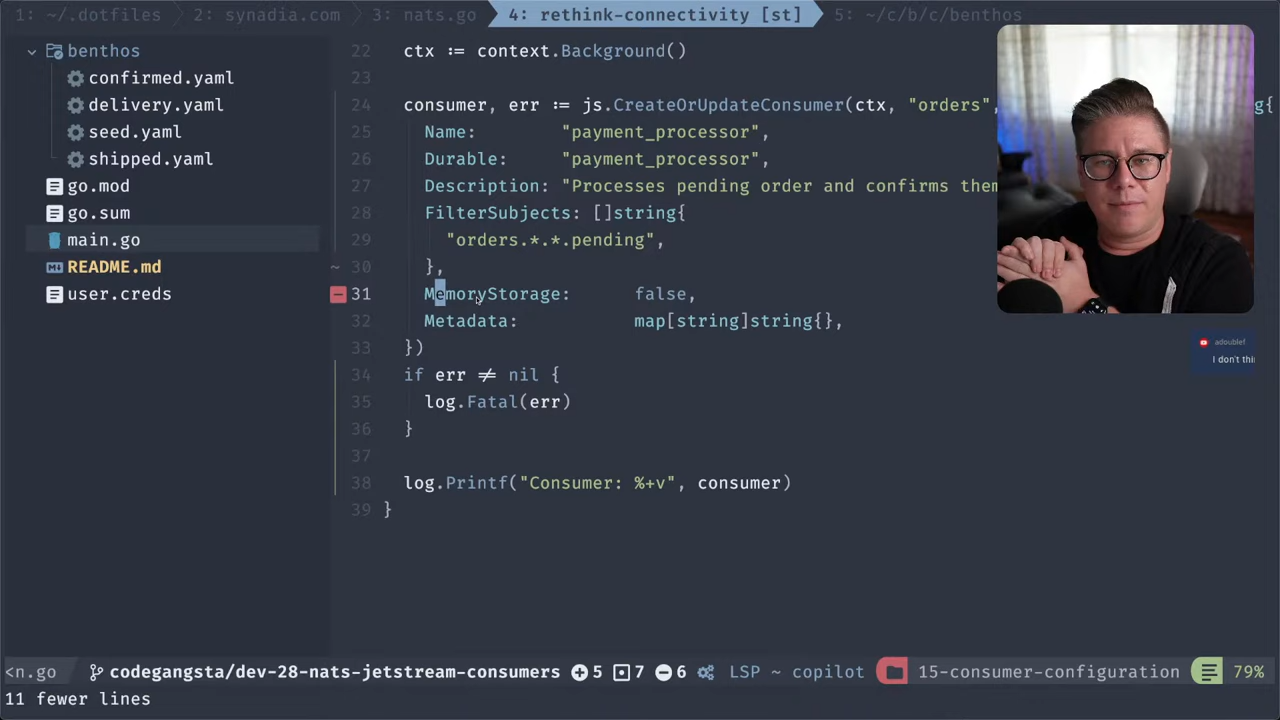 1: ~/.dotfiles 2: synadia.com 3: nats.go 4: rethink-connectivity [st] 5: ~/c/b/c/benthos
benthos
confirmed.yaml
delivery.yaml
seed.yaml
shipped.yaml
go.mod
go.sum
main.go
README.md
user.creds
22 ctx := context.Background()
23
24 consumer, err := js.CreateOrUpdateConsumer(ctx, "orders",
25 Name: "payment_processor",
26 Durable: "payment_processor",
27 Description: "Processes pending order and confirms them
28 FilterSubjects: []string{
29 "orders.*.*.pending",
~ 30 },
31 MemoryStorage: false,
32 Metadata: map[string]string{},
33 })
34 if err ≠ nil {
35 log.Fatal(err)
36 }
37
38 log.Printf("Consumer: %+v", consumer)
39 }
g{
adoublef
I don't thi
<n.go codegangsta/dev-28-nats-jetstream-consumers 5 7 6 LSP ~ copilot 15-consumer-configuration 79%
11 fewer lines